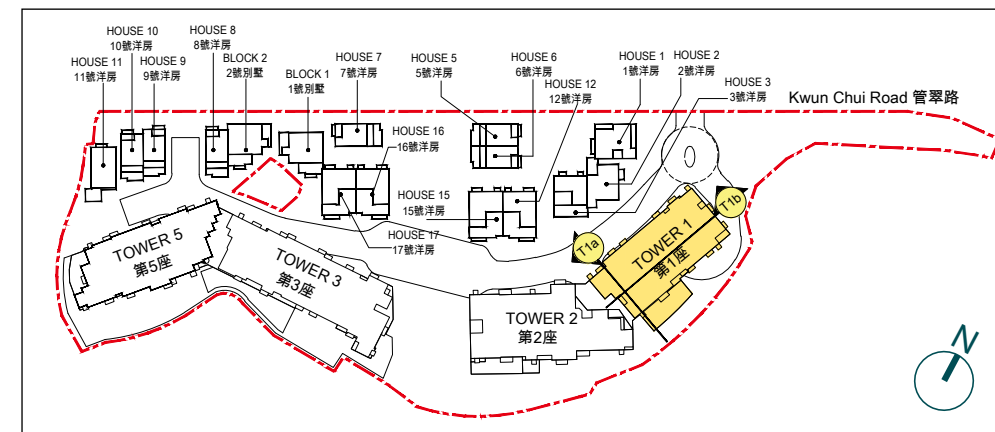 HOUSE 11
11號洋房
HOUSE 10
10號洋房
HOUSE 9
9號洋房
HOUSE 8
8號洋房
BLOCK 2
2號別墅
BLOCK 1
1號別墅
HOUSE 7
7號洋房
HOUSE 5
5號洋房
HOUSE 6
6號洋房
HOUSE 12
12號洋房
HOUSE 1
1號洋房
HOUSE 2
2號洋房
HOUSE 3
3號洋房
Kwun Chui Road 管翠路
HOUSE 16
16號洋房
HOUSE 15
15號洋房
HOUSE 17
17號洋房
TOWER 5
第5座
TOWER 3
第3座
TOWER 2
第2座
TOWER 1
第1座
T1a
T1b
N